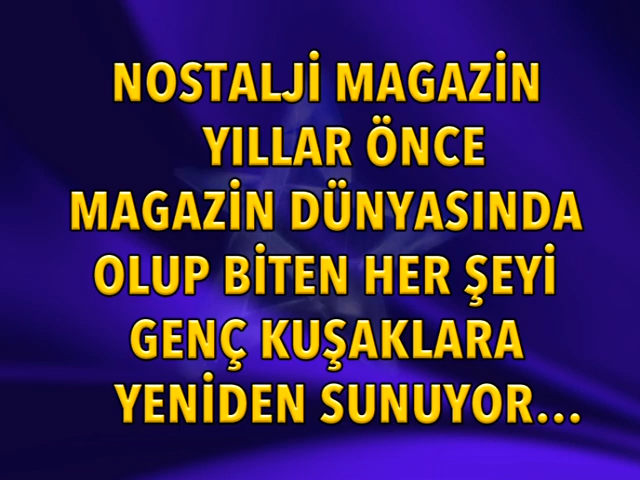 NOSTALJİ MAGAZİN
YILLAR ÖNCE
MAGAZİN DÜNYASINDA
OLUP BİTEN HER ŞEYİ
GENÇ KUŞAKLARA
YENİDEN SUNUYOR...